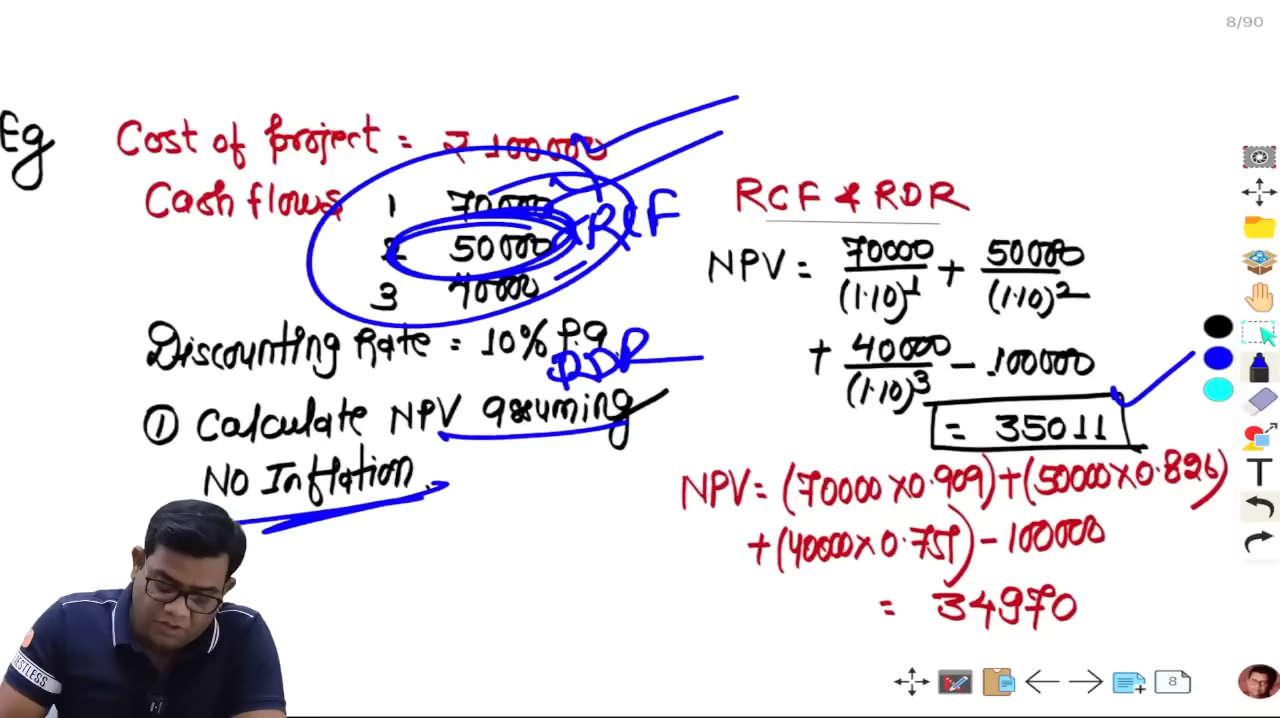 8/90
Eg
Cost of project = ₹ 100000
Cash flows 1 70000
2 50000
3 40000
RCF
Discounting Rate = 10% P.a
RDR
① Calculate NPV assuming
No Inflation.
RCF & RDR
NPV = 70000/(1.10)¹ + 50000/(1.10)²
+ 40000/(1.10)³ - 100000
= 35011
NPV = (70000 x 0.909) + (50000 x 0.826)
+ (40000 x 0.751) - 100000
= 34970
T
8